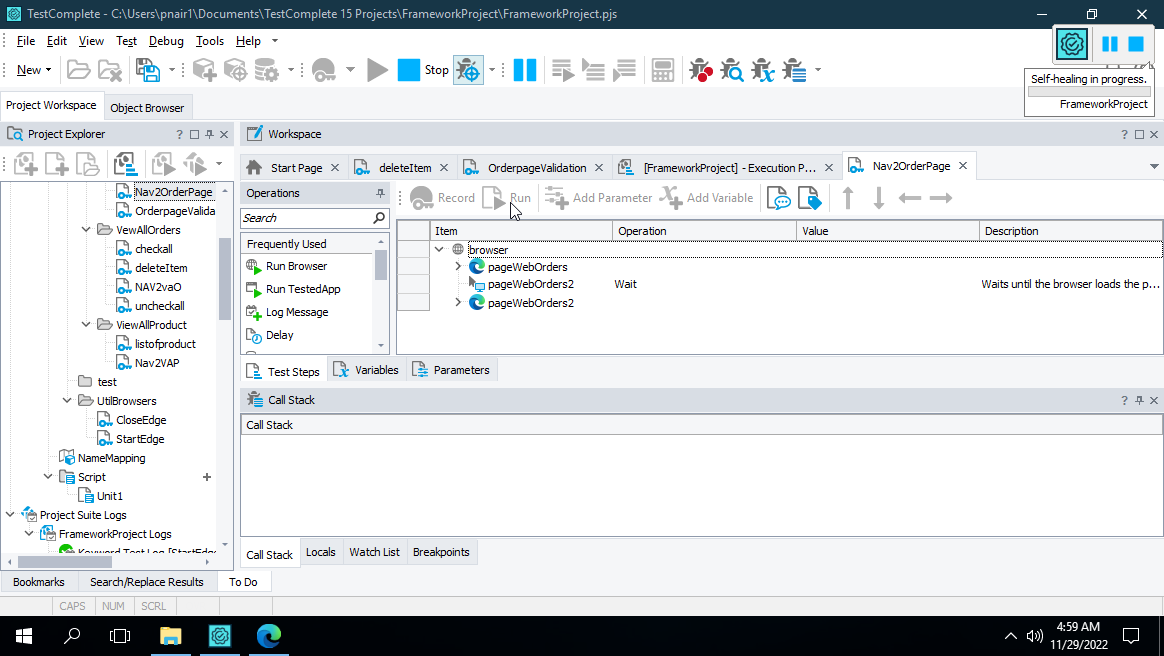 TestComplete - C:\Users\pnair1\Documents\TestComplete 15 Projects\FrameworkProject\FrameworkProject.pjs
File Edit View Test Debug Tools Help
New
Stop
Self-healing in progress.
FrameworkProject
Project Workspace
Object Browser
Project Explorer
Workspace
Start Page
deleteItem
OrderpageValidation
[FrameworkProject] - Execution P...
Nav2OrderPage
Operations
Record
Run
Add Parameter
Add Variable
Search
Frequently Used
Run Browser
Run TestedApp
Log Message
Delay
Item Operation Value Description
browser
pageWebOrders
pageWebOrders2 Wait Waits until the browser loads the p...
pageWebOrders2
Nav2OrderPage
OrderpageValida
ViewAllOrders
checkall
deleteItem
NAV2vaO
uncheckall
ViewAllProduct
listofproduct
Nav2VAP
test
UtilBrowsers
CloseEdge
StartEdge
NameMapping
Script
Unit1
Project Suite Logs
FrameworkProject Logs
Keyword Test Log [StartEdge
Test Steps
Variables
Parameters
Call Stack
Call Stack
Call Stack
Locals
Watch List
Breakpoints
Bookmarks
Search/Replace Results
To Do
CAPS NUM SCRL
4:59 AM
11/29/2022